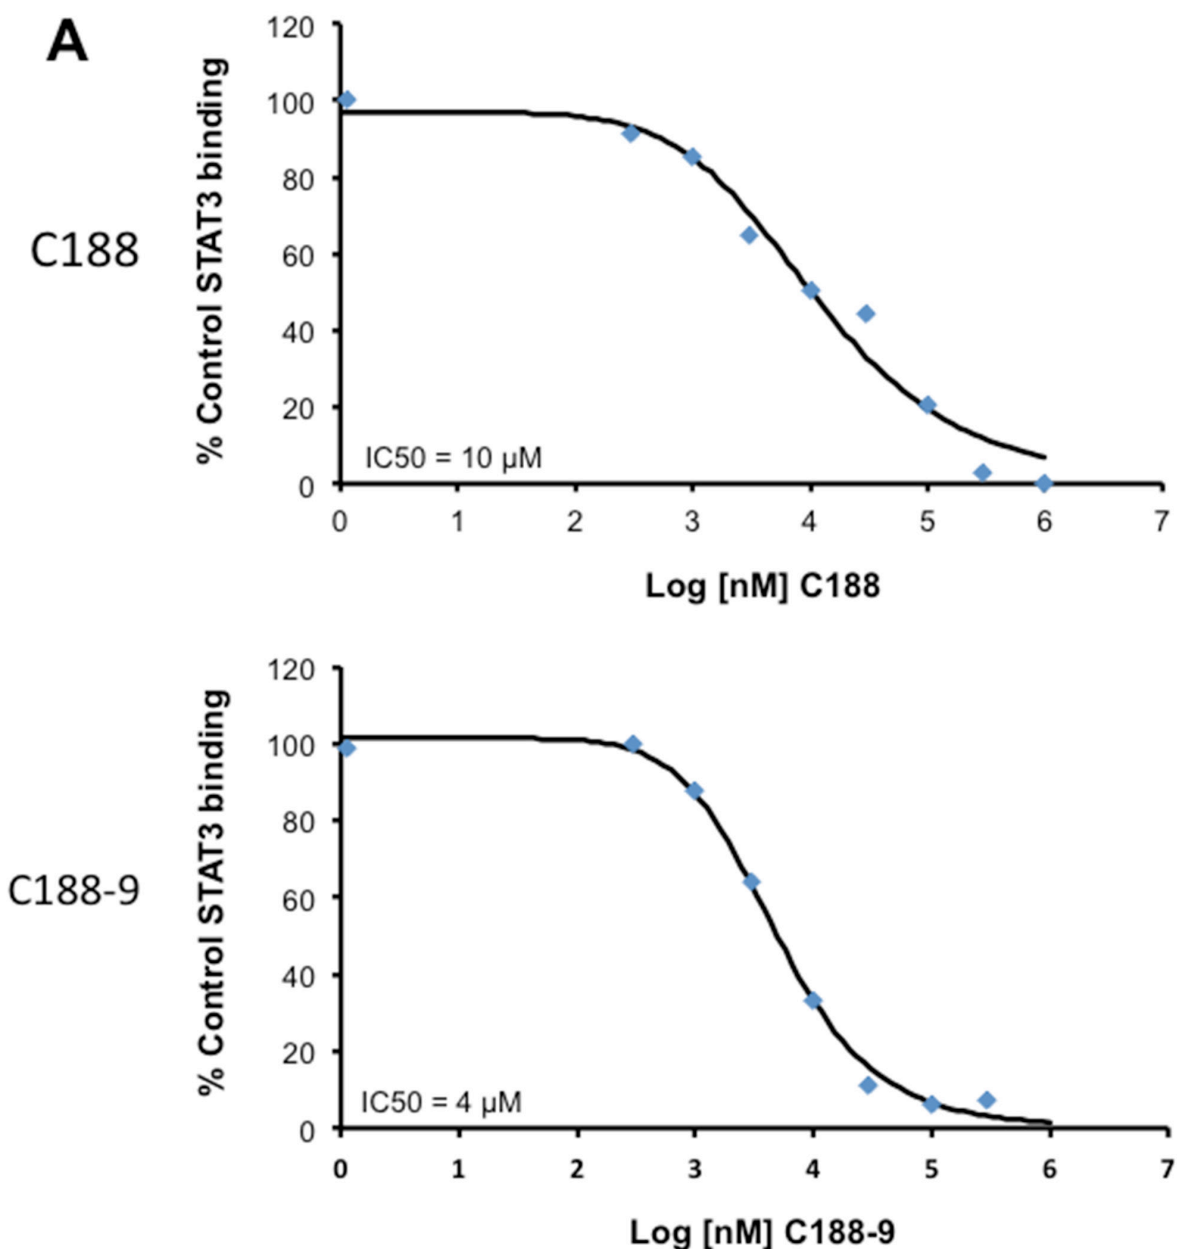 A
120
100
80
60
40
20
0
% Control STAT3 binding
C188
IC50 = 10 µM
0 1 2 3 4 5 6 7
Log [nM] C188
120
100
80
60
40
20
0
% Control STAT3 binding
C188-9
IC50 = 4 µM
0 1 2 3 4 5 6 7
Log [nM] C188-9